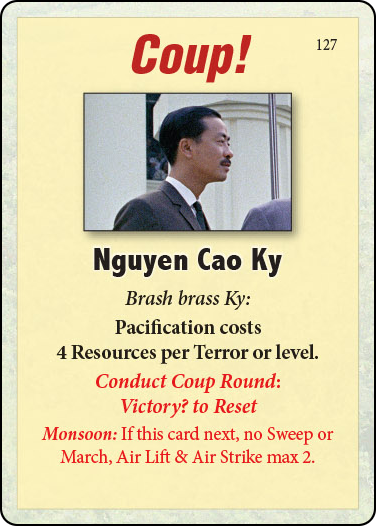 Coup!
127
Nguyen Cao Ky
Brash brass Ky:
Pacification costs
4 Resources per Terror or level.
Conduct Coup Round:
Victory? to Reset
Monsoon: If this card next, no Sweep or
March, Air Lift & Air Strike max 2.